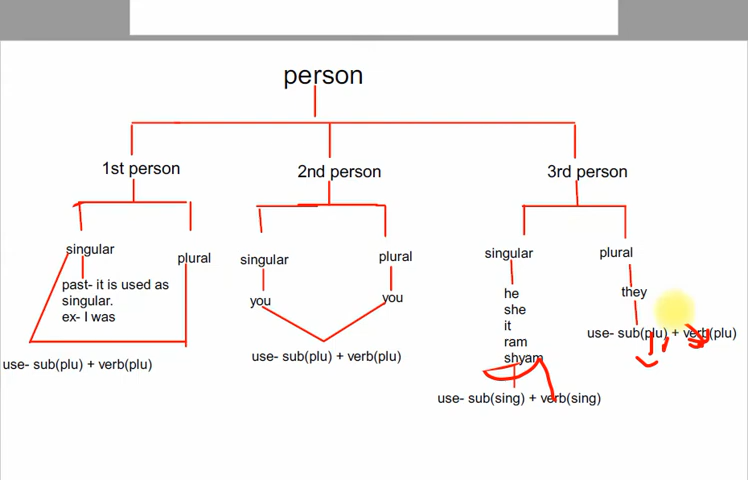 person
1st person
2nd person
3rd person
singular
plural
past- it is used as
singular.
ex- I was
use- sub(plu) + verb(plu)
singular
plural
you
you
use- sub(plu) + verb(plu)
singular
plural
he
she
it
ram
shyam
use- sub(sing) + verb(sing)
they
use- sub(plu) + verb(plu)